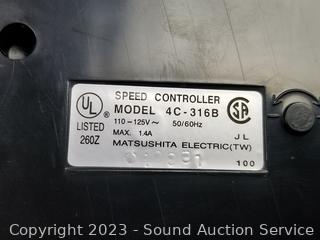 SPEED CONTROLLER
MODEL 4C-316B
UL
LISTED
260Z
110-125V~ 50/60Hz
MAX. 1.4A
SA
JL
MATSUSHITA ELECTRIC(TW)
100
Copyright © 2023 - Sound Auction Service